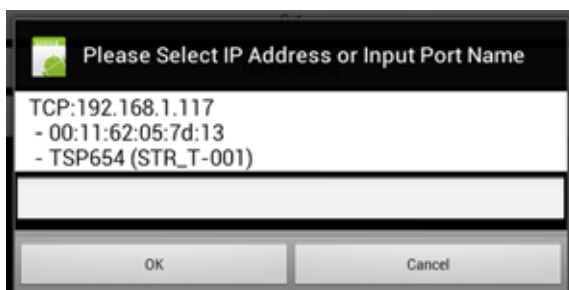 Please Select IP Address or Input Port Name
TCP:192.168.1.117
- 00:11:62:05:7d:13
- TSP654 (STR_T-001)
OK
Cancel